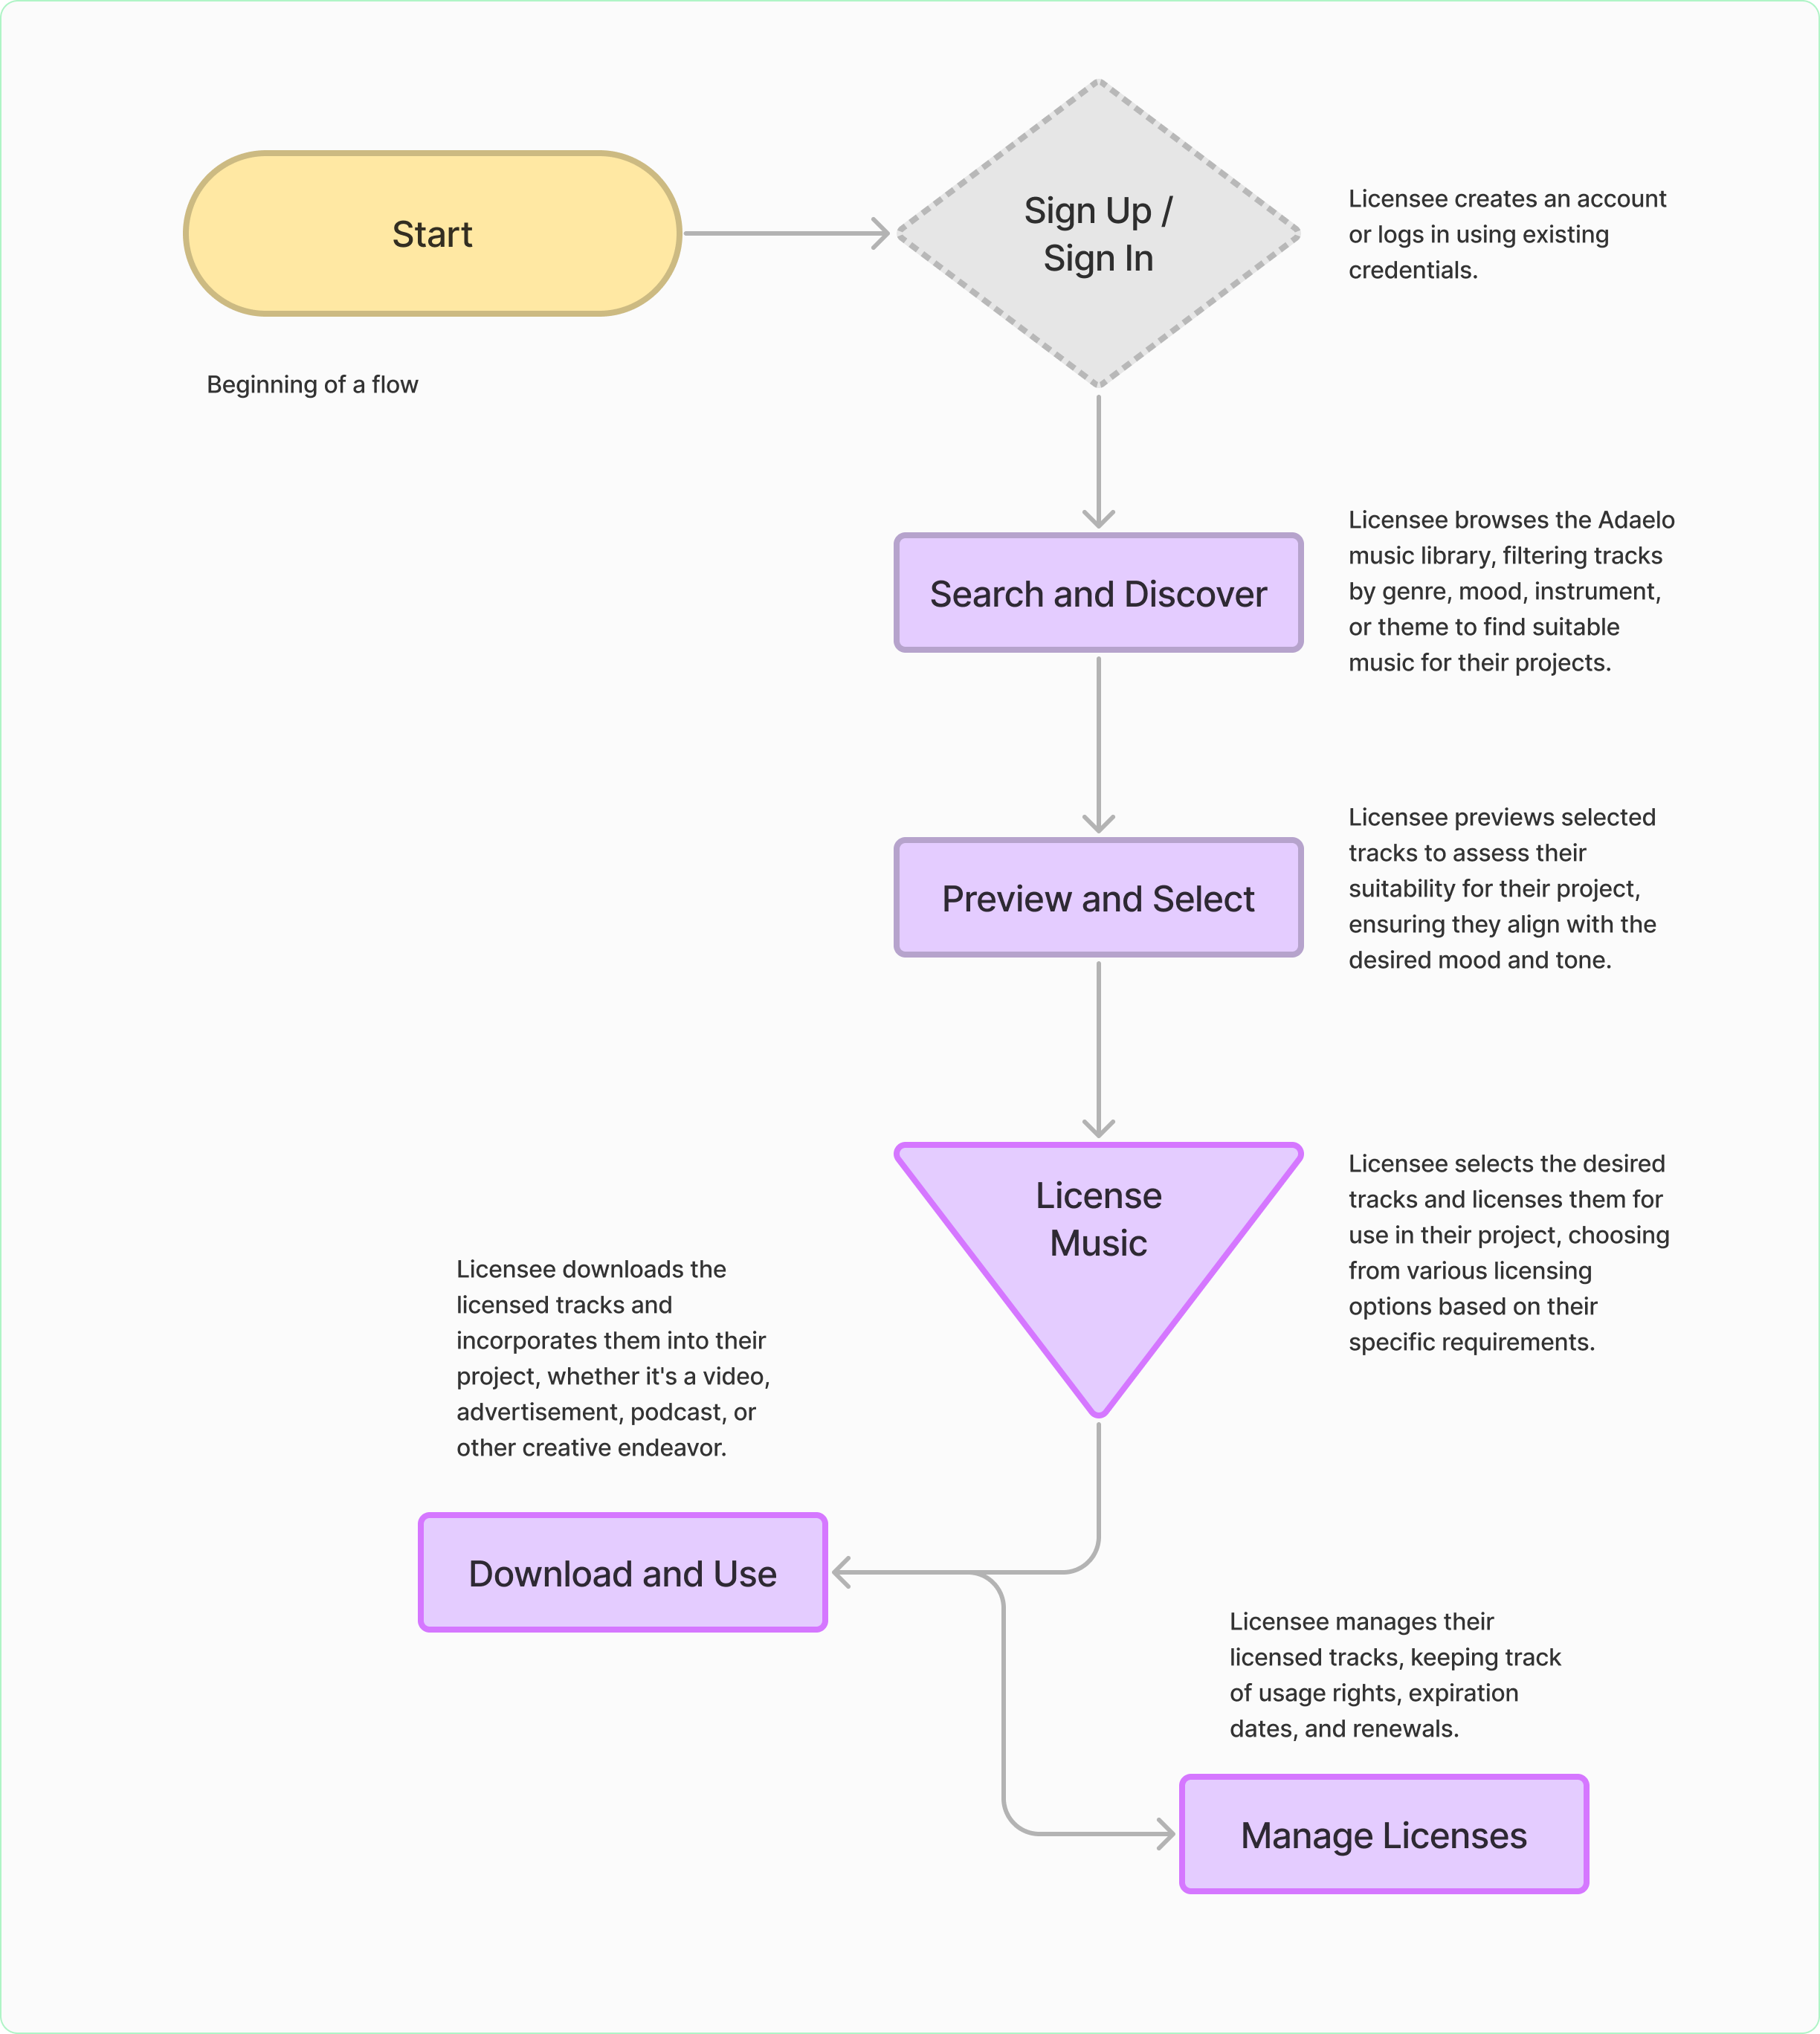 Start
Beginning of a flow
Sign Up /
Sign In
Licensee creates an account
or logs in using existing
credentials.
Search and Discover
Licensee browses the Adaelo
music library, filtering tracks
by genre, mood, instrument,
or theme to find suitable
music for their projects.
Preview and Select
Licensee previews selected
tracks to assess their
suitability for their project,
ensuring they align with the
desired mood and tone.
License
Music
Licensee selects the desired
tracks and licenses them for
use in their project, choosing
from various licensing
options based on their
specific requirements.
Licensee downloads the
licensed tracks and
incorporates them into their
project, whether it's a video,
advertisement, podcast, or
other creative endeavor.
Download and Use
Licensee manages their
licensed tracks, keeping track
of usage rights, expiration
dates, and renewals.
Manage Licenses